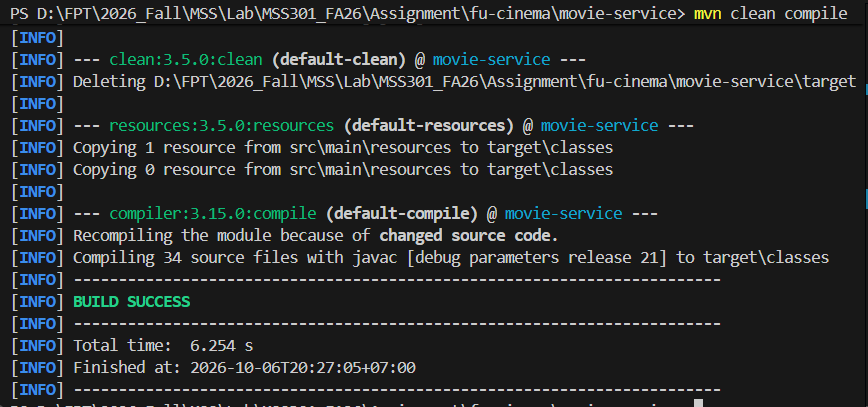 PS D:\FPT\2026_Fall\MSS\Lab\MSS301_FA26\Assignment\fu-cinema\movie-service> mvn clean compile
[INFO]
[INFO] --- clean:3.5.0:clean (default-clean) @ movie-service ---
[INFO] Deleting D:\FPT\2026_Fall\MSS\Lab\MSS301_FA26\Assignment\fu-cinema\movie-service\target
[INFO]
[INFO] --- resources:3.5.0:resources (default-resources) @ movie-service ---
[INFO] Copying 1 resource from src\main\resources to target\classes
[INFO] Copying 0 resource from src\main\resources to target\classes
[INFO]
[INFO] --- compiler:3.15.0:compile (default-compile) @ movie-service ---
[INFO] Recompiling the module because of changed source code.
[INFO] Compiling 34 source files with javac [debug parameters release 21] to target\classes
[INFO] ------------------------------------------------------------------------
[INFO] BUILD SUCCESS
[INFO] ------------------------------------------------------------------------
[INFO] Total time:  6.254 s
[INFO] Finished at: 2026-10-06T20:27:05+07:00
[INFO] ------------------------------------------------------------------------